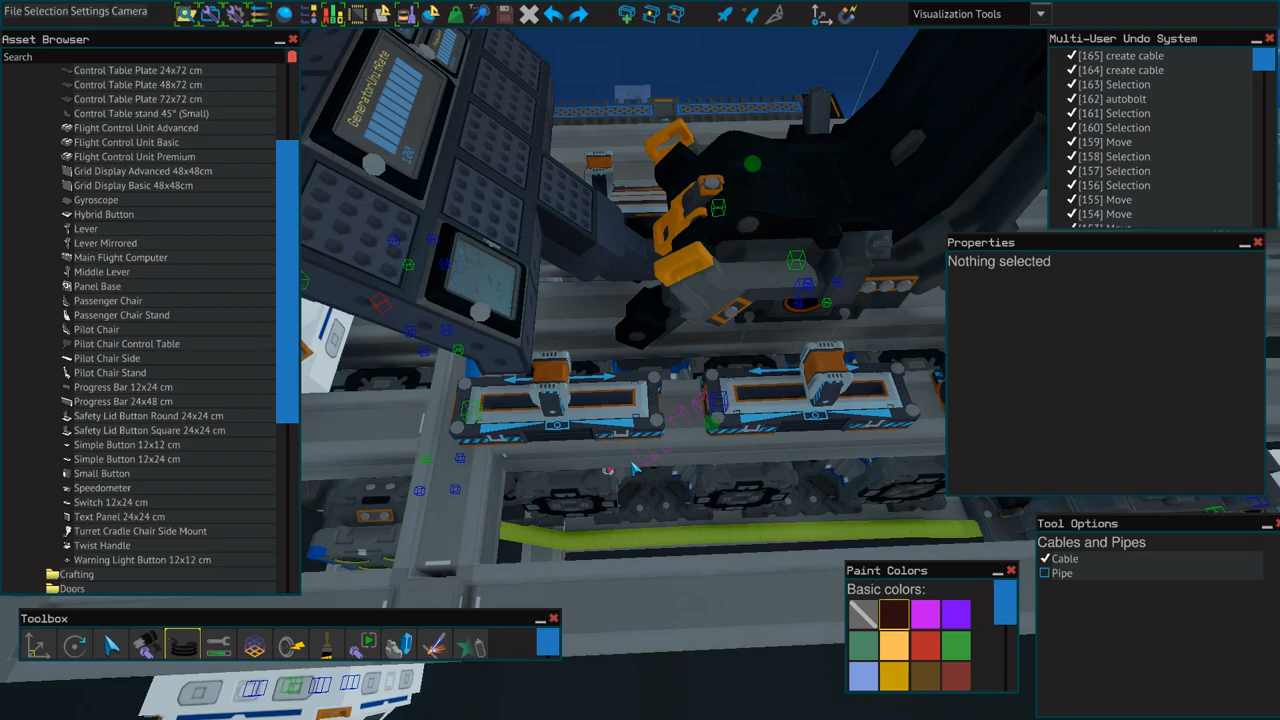 File Selection Settings Camera
Visualization Tools
Asset Browser
Search
Control Table Plate 24x72 cm
Control Table Plate 48x72 cm
Control Table Plate 72x72 cm
Control Table stand 45° (Small)
Flight Control Unit Advanced
Flight Control Unit Basic
Flight Control Unit Premium
Grid Display Advanced 48x48cm
Grid Display Basic 48x48cm
Gyroscope
Hybrid Button
Lever
Lever Mirrored
Main Flight Computer
Middle Lever
Panel Base
Passenger Chair
Passenger Chair Stand
Pilot Chair
Pilot Chair Control Table
Pilot Chair Side
Pilot Chair Stand
Progress Bar 12x24 cm
Progress Bar 24x48 cm
Safety Lid Button Round 24x24 cm
Safety Lid Button Square 24x24 cm
Simple Button 12x12 cm
Simple Button 12x24 cm
Small Button
Speedometer
Switch 12x24 cm
Text Panel 24x24 cm
Turret Cradle Chair Side Mount
Twist Handle
Warning Light Button 12x12 cm
Crafting
Doors
GeneratorUnitRate
100
Multi-User Undo System
[165] create cable
[164] create cable
[163] Selection
[162] autobolt
[161] Selection
[160] Selection
[159] Move
[158] Selection
[157] Selection
[156] Selection
[155] Move
[154] Move
[153] Move
Properties
Nothing selected
Tool Options
Cables and Pipes
Cable
Pipe
Paint Colors
Basic colors:
Toolbox